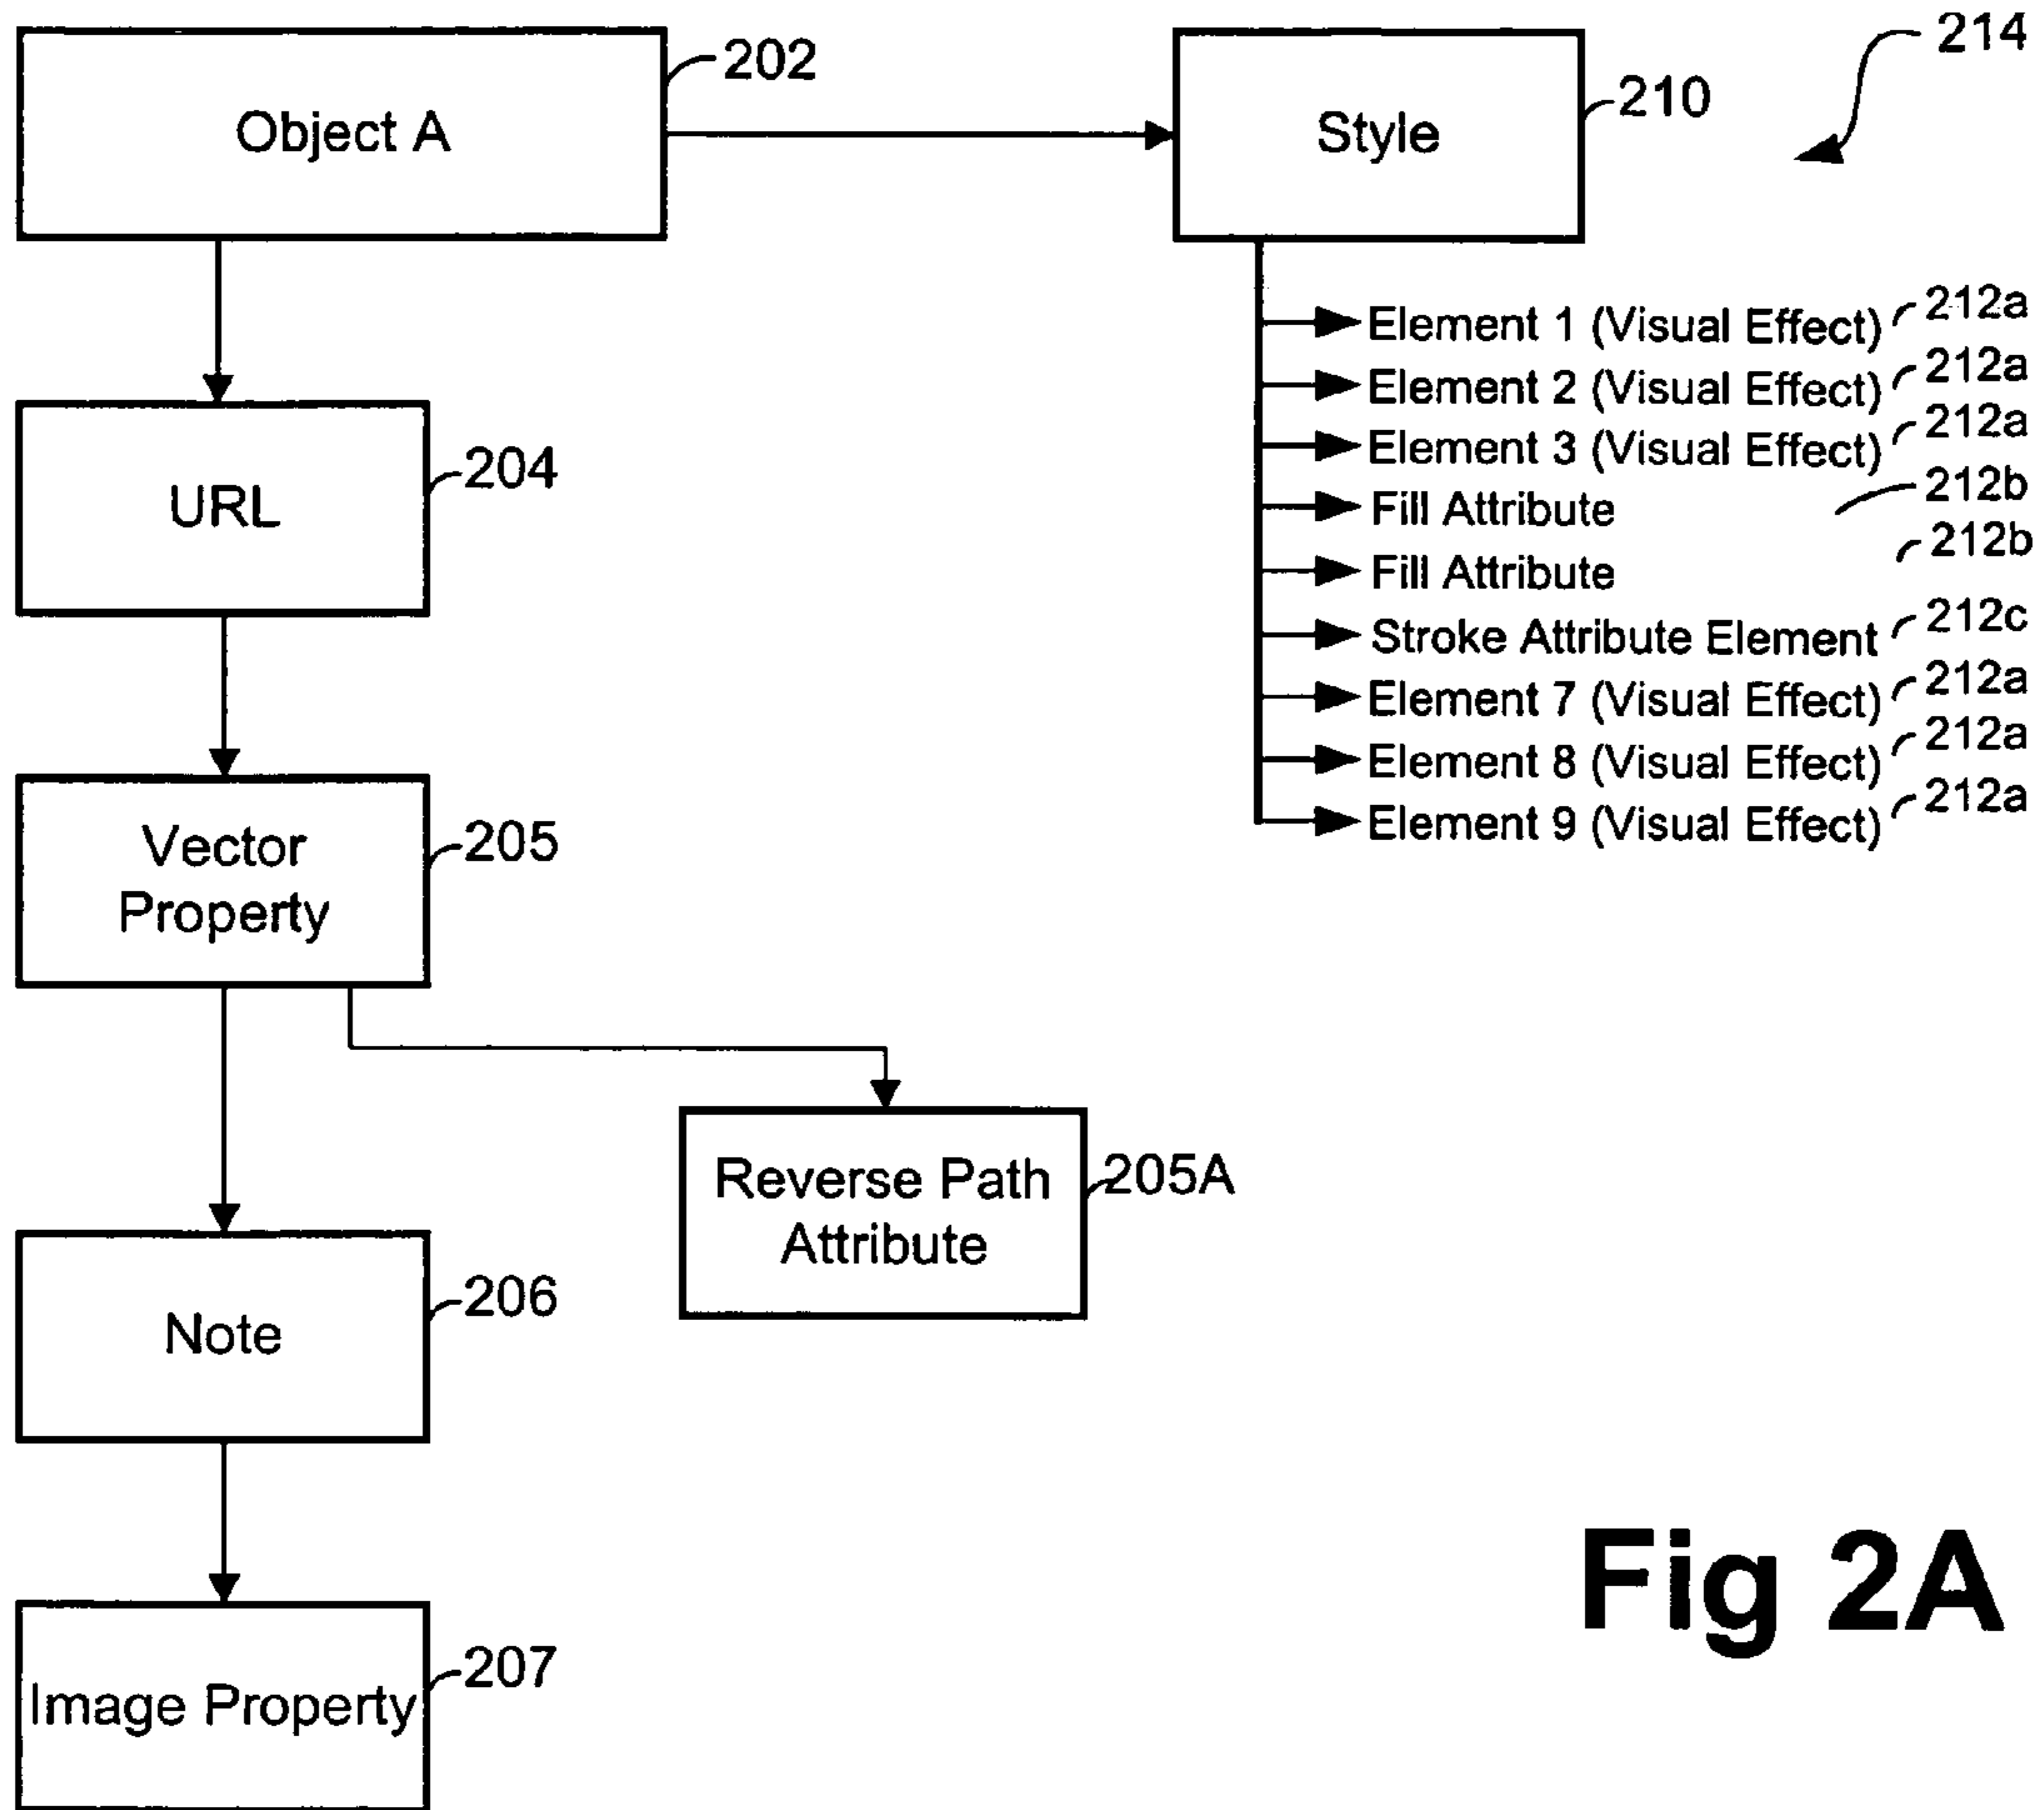 Object A
202
Style
210
214
Element 1 (Visual Effect) 212a
Element 2 (Visual Effect) 212a
Element 3 (Visual Effect) 212a
Fill Attribute 212b
Fill Attribute 212b
Stroke Attribute Element 212c
Element 7 (Visual Effect) 212a
Element 8 (Visual Effect) 212a
Element 9 (Visual Effect) 212a
URL
204
Vector
Property
205
Reverse Path
Attribute
205A
Note
206
Image Property
207
Fig 2A